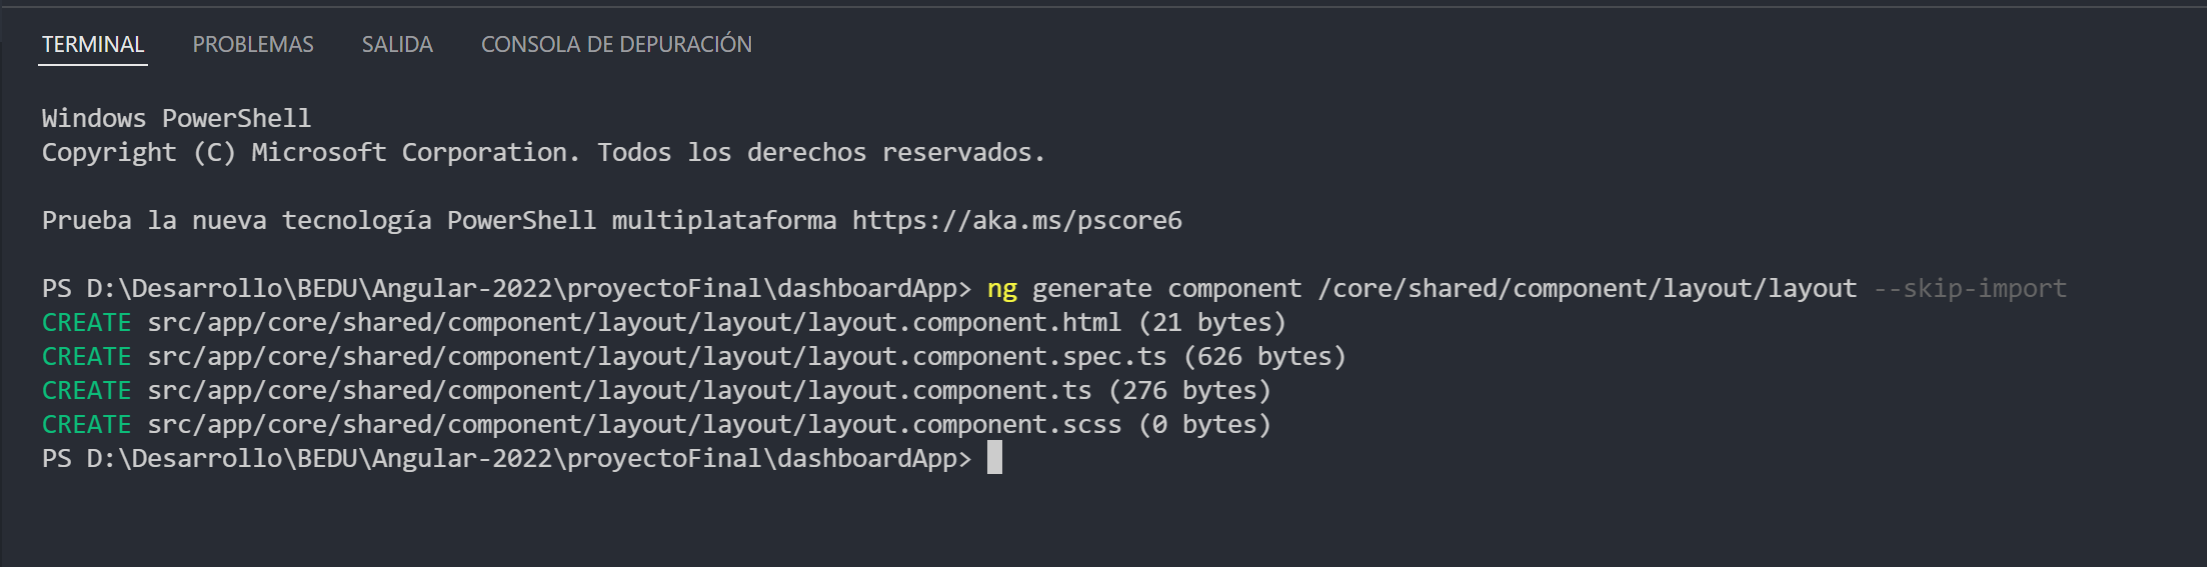 TERMINAL PROBLEMAS SALIDA CONSOLA DE DEPURACIÓN
Windows PowerShell
Copyright (C) Microsoft Corporation. Todos los derechos reservados.
Prueba la nueva tecnología PowerShell multiplataforma https://aka.ms/pscore6
PS D:\Desarrollo\BEDU\Angular-2022\proyectoFinal\dashboardApp> ng generate component /core/shared/component/layout/layout --skip-import
CREATE src/app/core/shared/component/layout/layout/layout.component.html (21 bytes)
CREATE src/app/core/shared/component/layout/layout/layout.component.spec.ts (626 bytes)
CREATE src/app/core/shared/component/layout/layout/layout.component.ts (276 bytes)
CREATE src/app/core/shared/component/layout/layout/layout.component.scss (0 bytes)
PS D:\Desarrollo\BEDU\Angular-2022\proyectoFinal\dashboardApp>